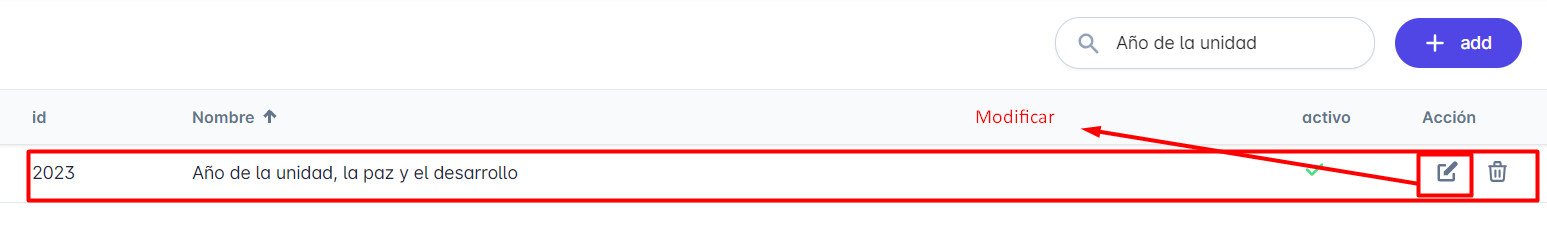 Año de la unidad
add
id Nombre Modificar activo Acción
2023 Año de la unidad, la paz y el desarrollo